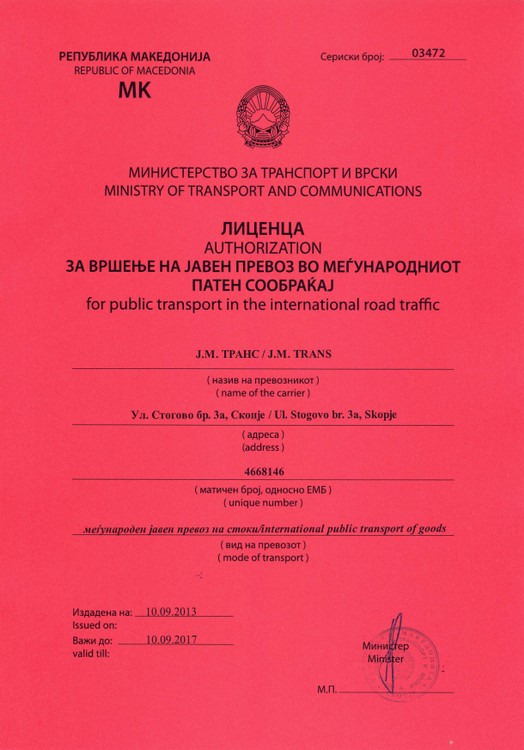 РЕПУБЛИКА МАКЕДОНИЈА
REPUBLIC OF MACEDONIA
МК
Сериски број: 03472
МИНИСТЕРСТВО ЗА ТРАНСПОРТ И ВРСКИ
MINISTRY OF TRANSPORT AND COMMUNICATIONS
ЛИЦЕНЦА
AUTHORIZATION
ЗА ВРШЕЊЕ НА ЈАВЕН ПРЕВОЗ ВО МЕЃУНАРОДНИОТ
ПАТЕН СООБРАЌАЈ
for public transport in the international road traffic
Ј.М. ТРАНС / J.M. TRANS
( назив на превозникот )
( name of the carrier )
Ул. Стогово бр. 3а, Скопје / Ul. Stogovo br. 3a, Skopje
( адреса )
(address )
4668146
( матичен број, односно ЕМБ )
( unique number )
меѓународен јавен превоз на стоки/international public transport of goods
( вид на превозот )
( mode of transport )
Издадена на: 10.09.2013
Issued on:
Важи до: 10.09.2017
valid till:
Министер
Minister
М.П.